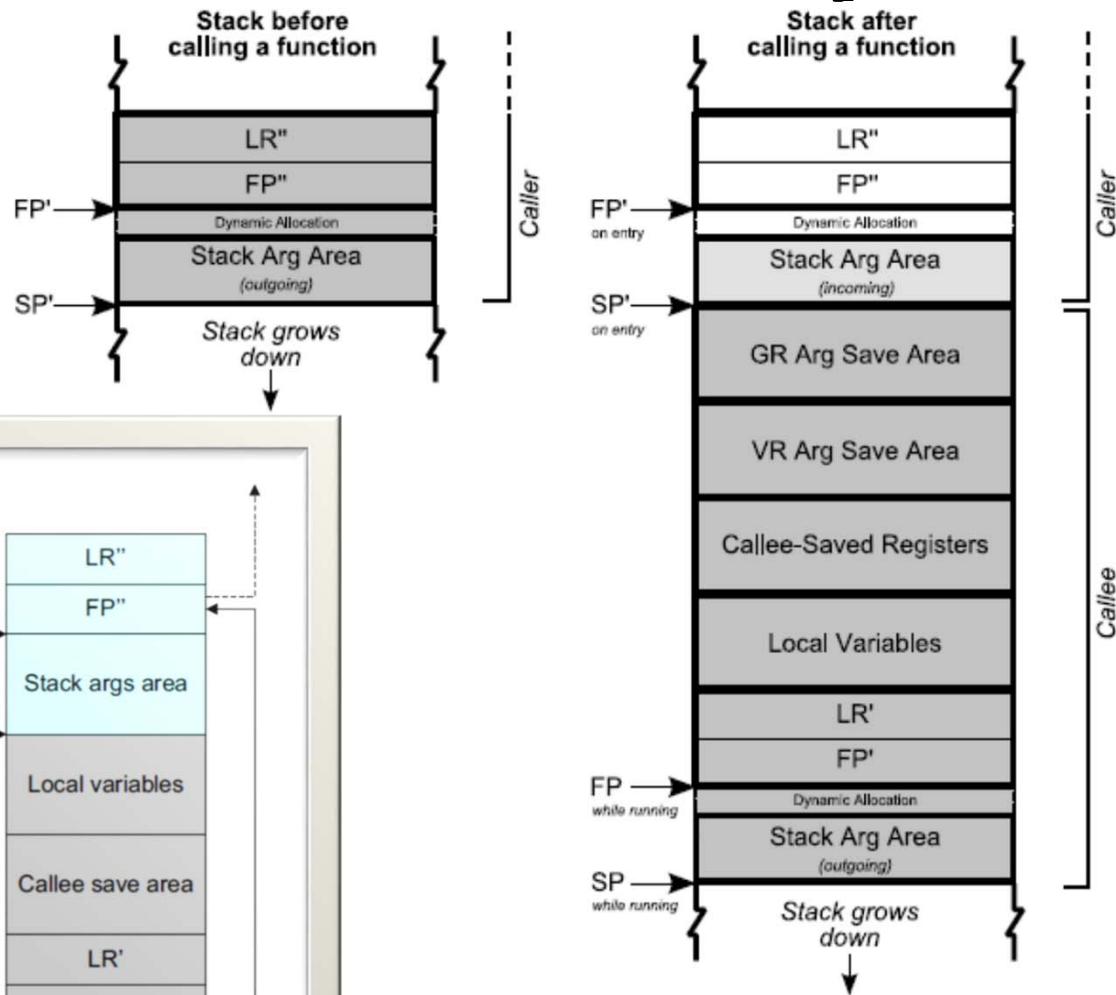 Stack before
calling a function
LR"
FP"
FP'
Dynamic Allocation
Stack Arg Area
(outgoing)
SP'
Stack grows
down
Caller
LR’’
FP’’
Stack args area
Local variables
Callee save area
LR’
Stack after
calling a function
LR"
FP"
FP'
on entry
Dynamic Allocation
Stack Arg Area
(incoming)
SP'
on entry
GR Arg Save Area
VR Arg Save Area
Callee-Saved Registers
Local Variables
LR'
FP'
FP
while running
Dynamic Allocation
Stack Arg Area
(outgoing)
SP
while running
Stack grows
down
Caller
Callee